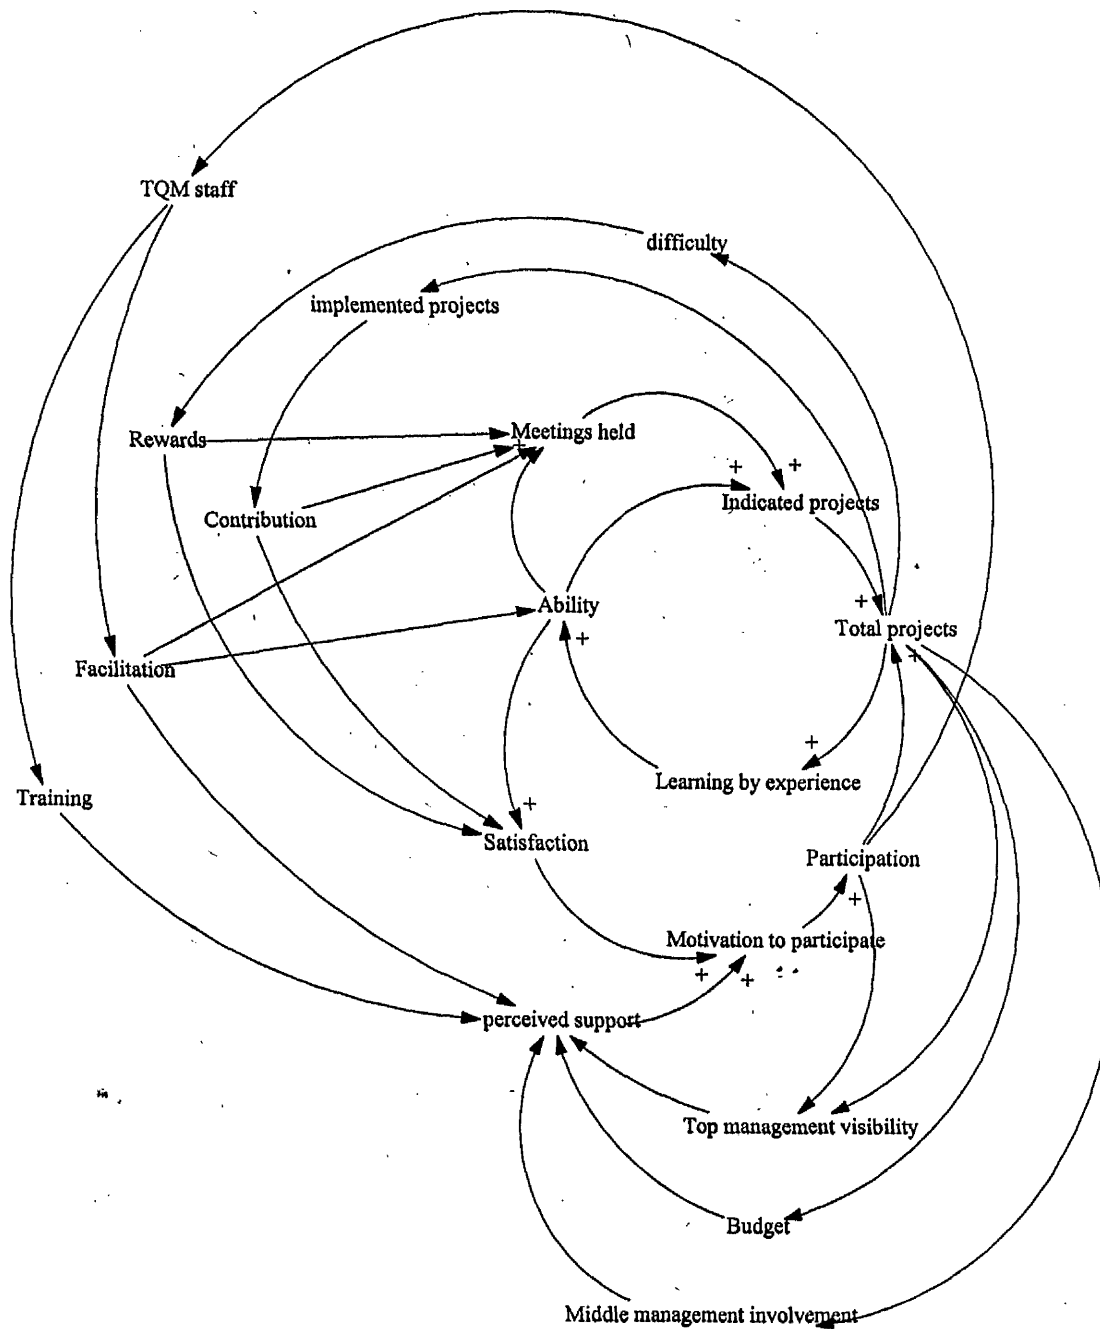 TQM staff
difficulty
implemented projects
Rewards
Meetings held
+
+
+
Indicated projects
Contribution
Ability
+
+
Total projects
+
Facilitation
+
Learning by experience
Training
+
Satisfaction
Participation
+
Motivation to participate
+
+
perceived support
Top management visibility
Budget
Middle management involvement